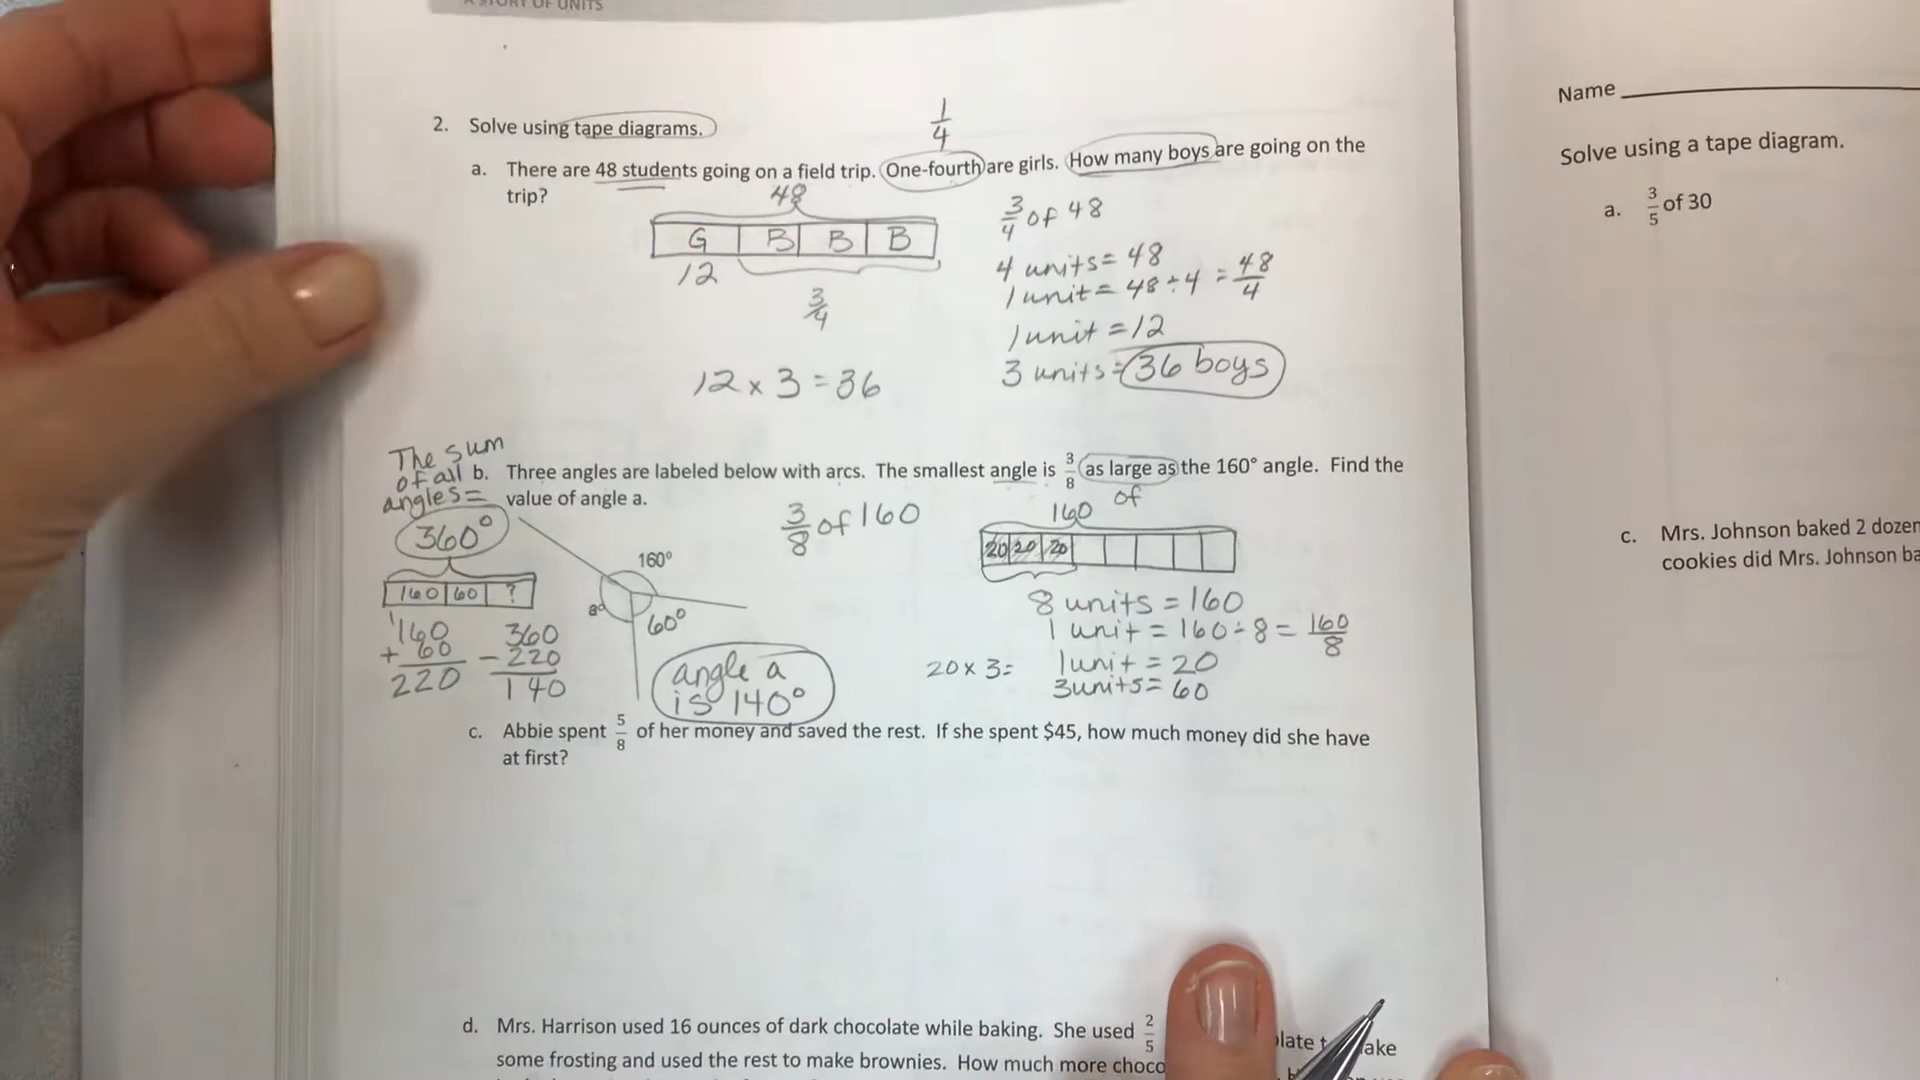 A STORY OF UNITS
1/4
2. Solve using tape diagrams.
a. There are 48 students going on a field trip. One-fourth are girls. How many boys are going on the
trip?
48
G B B B
12
3/4
12 x 3 = 36
3/4 of 48
4 units = 48
1 unit = 48 ÷ 4 = 48/4
1 unit = 12
3 units = 36 boys
The sum
of all
angles =
360°
b. Three angles are labeled below with arcs. The smallest angle is 3/8 as large as the 160° angle. Find the
value of angle a.
of
3/8 of 160
160
20 20 20
160 60 ?
160°
a°
60°
1
160
+ 60
220
360
- 220
140
angle a
is 140°
8 units = 160
1 unit = 160 ÷ 8 = 160/8
20 x 3 =
1 unit = 20
3 units = 60
c. Abbie spent 5/8 of her money and saved the rest. If she spent $45, how much money did she have
at first?
d. Mrs. Harrison used 16 ounces of dark chocolate while baking. She used 2/5
some frosting and used the rest to make brownies. How much more
Name
Solve using a tape diagram.
a. 3/5 of 30
c. Mrs. Johnson baked 2
cookies did Mrs. Johnson